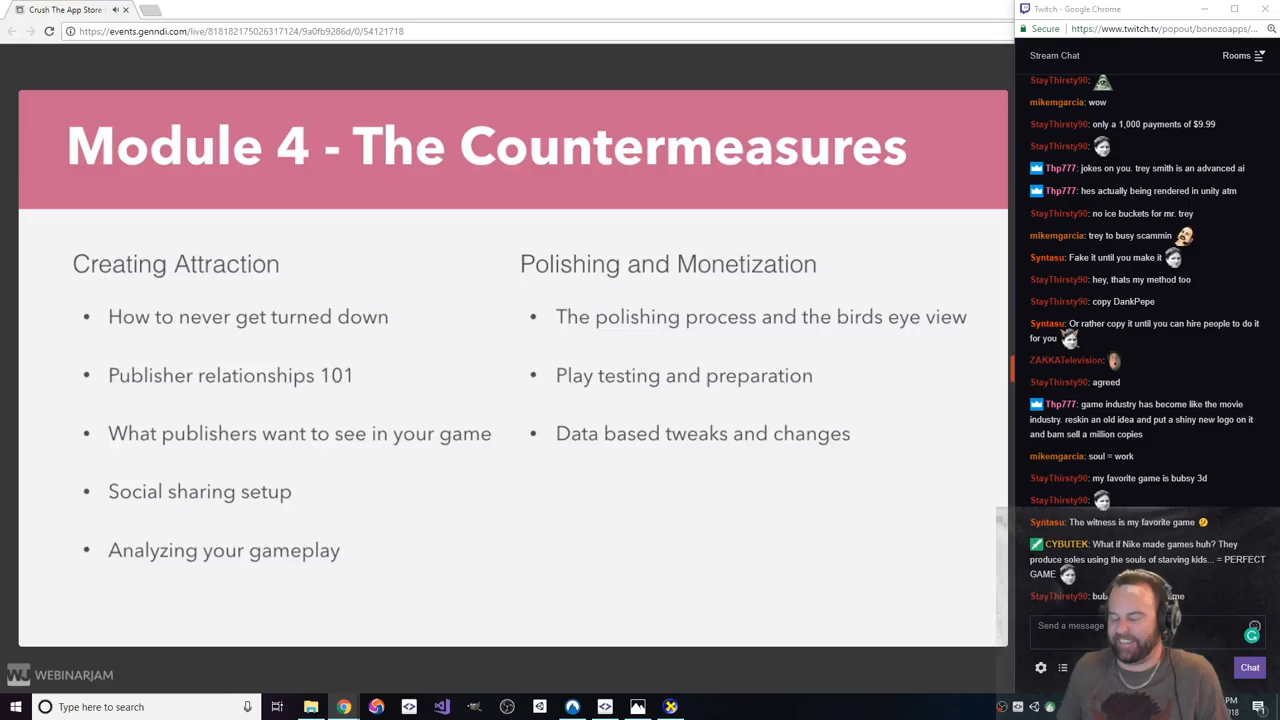 Crush The App Store
Twitch - Google Chrome
https://events.genndi.com/live/818182175026317124/9a0fb9286d/0/54121718
Secure
https://www.twitch.tv/popout/bonozoapps/...
Stream Chat
Rooms
Module 4 - The Countermeasures
Creating Attraction
• How to never get turned down
• Publisher relationships 101
• What publishers want to see in your game
• Social sharing setup
• Analyzing your gameplay
Polishing and Monetization
• The polishing process and the birds eye view
• Play testing and preparation
• Data based tweaks and changes
WJ WEBINARJAM
StayThirsty90:
mikemgarcia: wow
StayThirsty90: only a 1,000 payments of $9.99
StayThirsty90:
Thp777: jokes on you. trey smith is an advanced ai
Thp777: hes actually being rendered in unity atm
StayThirsty90: no ice buckets for mr. trey
mikemgarcia: trey to busy scammin
Syntasu: Fake it until you make it
StayThirsty90: hey, thats my method too
StayThirsty90: copy DankPepe
Syntasu: Or rather copy it until you can hire people to do it
for you
ZAKKATelevision:
StayThirsty90: agreed
Thp777: game industry has become like the movie
industry. reskin an old idea and put a shiny new logo on it
and bam sell a million copies
mikemgarcia: soul = work
StayThirsty90: my favorite game is bubsy 3d
StayThirsty90:
Syntasu: The witness is my favorite game
CYBUTEK: What if Nike made games huh? They
produce soles using the souls of starving kids... = PERFECT
GAME
StayThirsty90:
Send a message
Chat
Type here to search